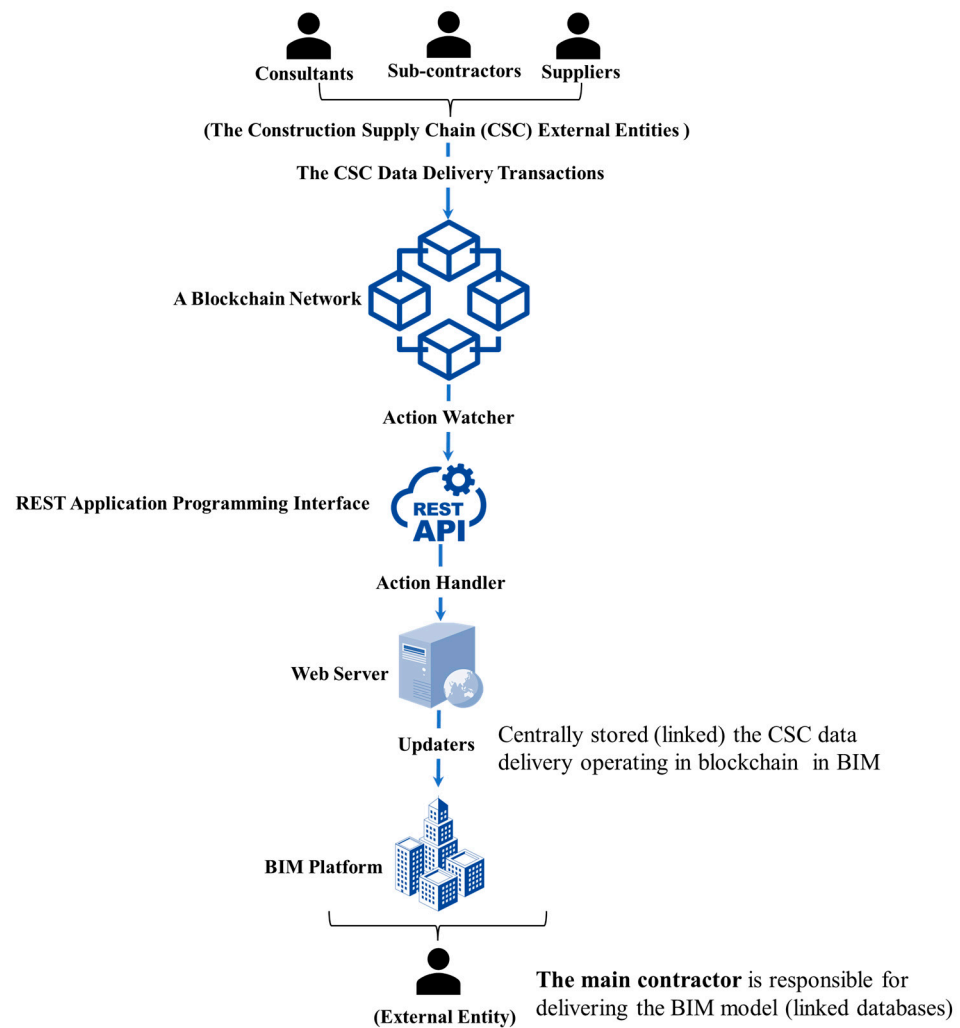 Consultants
Sub-contractors
Suppliers
(The Construction Supply Chain (CSC) External Entities )
The CSC Data Delivery Transactions
A Blockchain Network
Action Watcher
REST Application Programming Interface
REST
API
Action Handler
Web Server
Updaters
Centrally stored (linked) the CSC data
delivery operating in blockchain in BIM
BIM Platform
The main contractor is responsible for
delivering the BIM model (linked databases)
(External Entity)